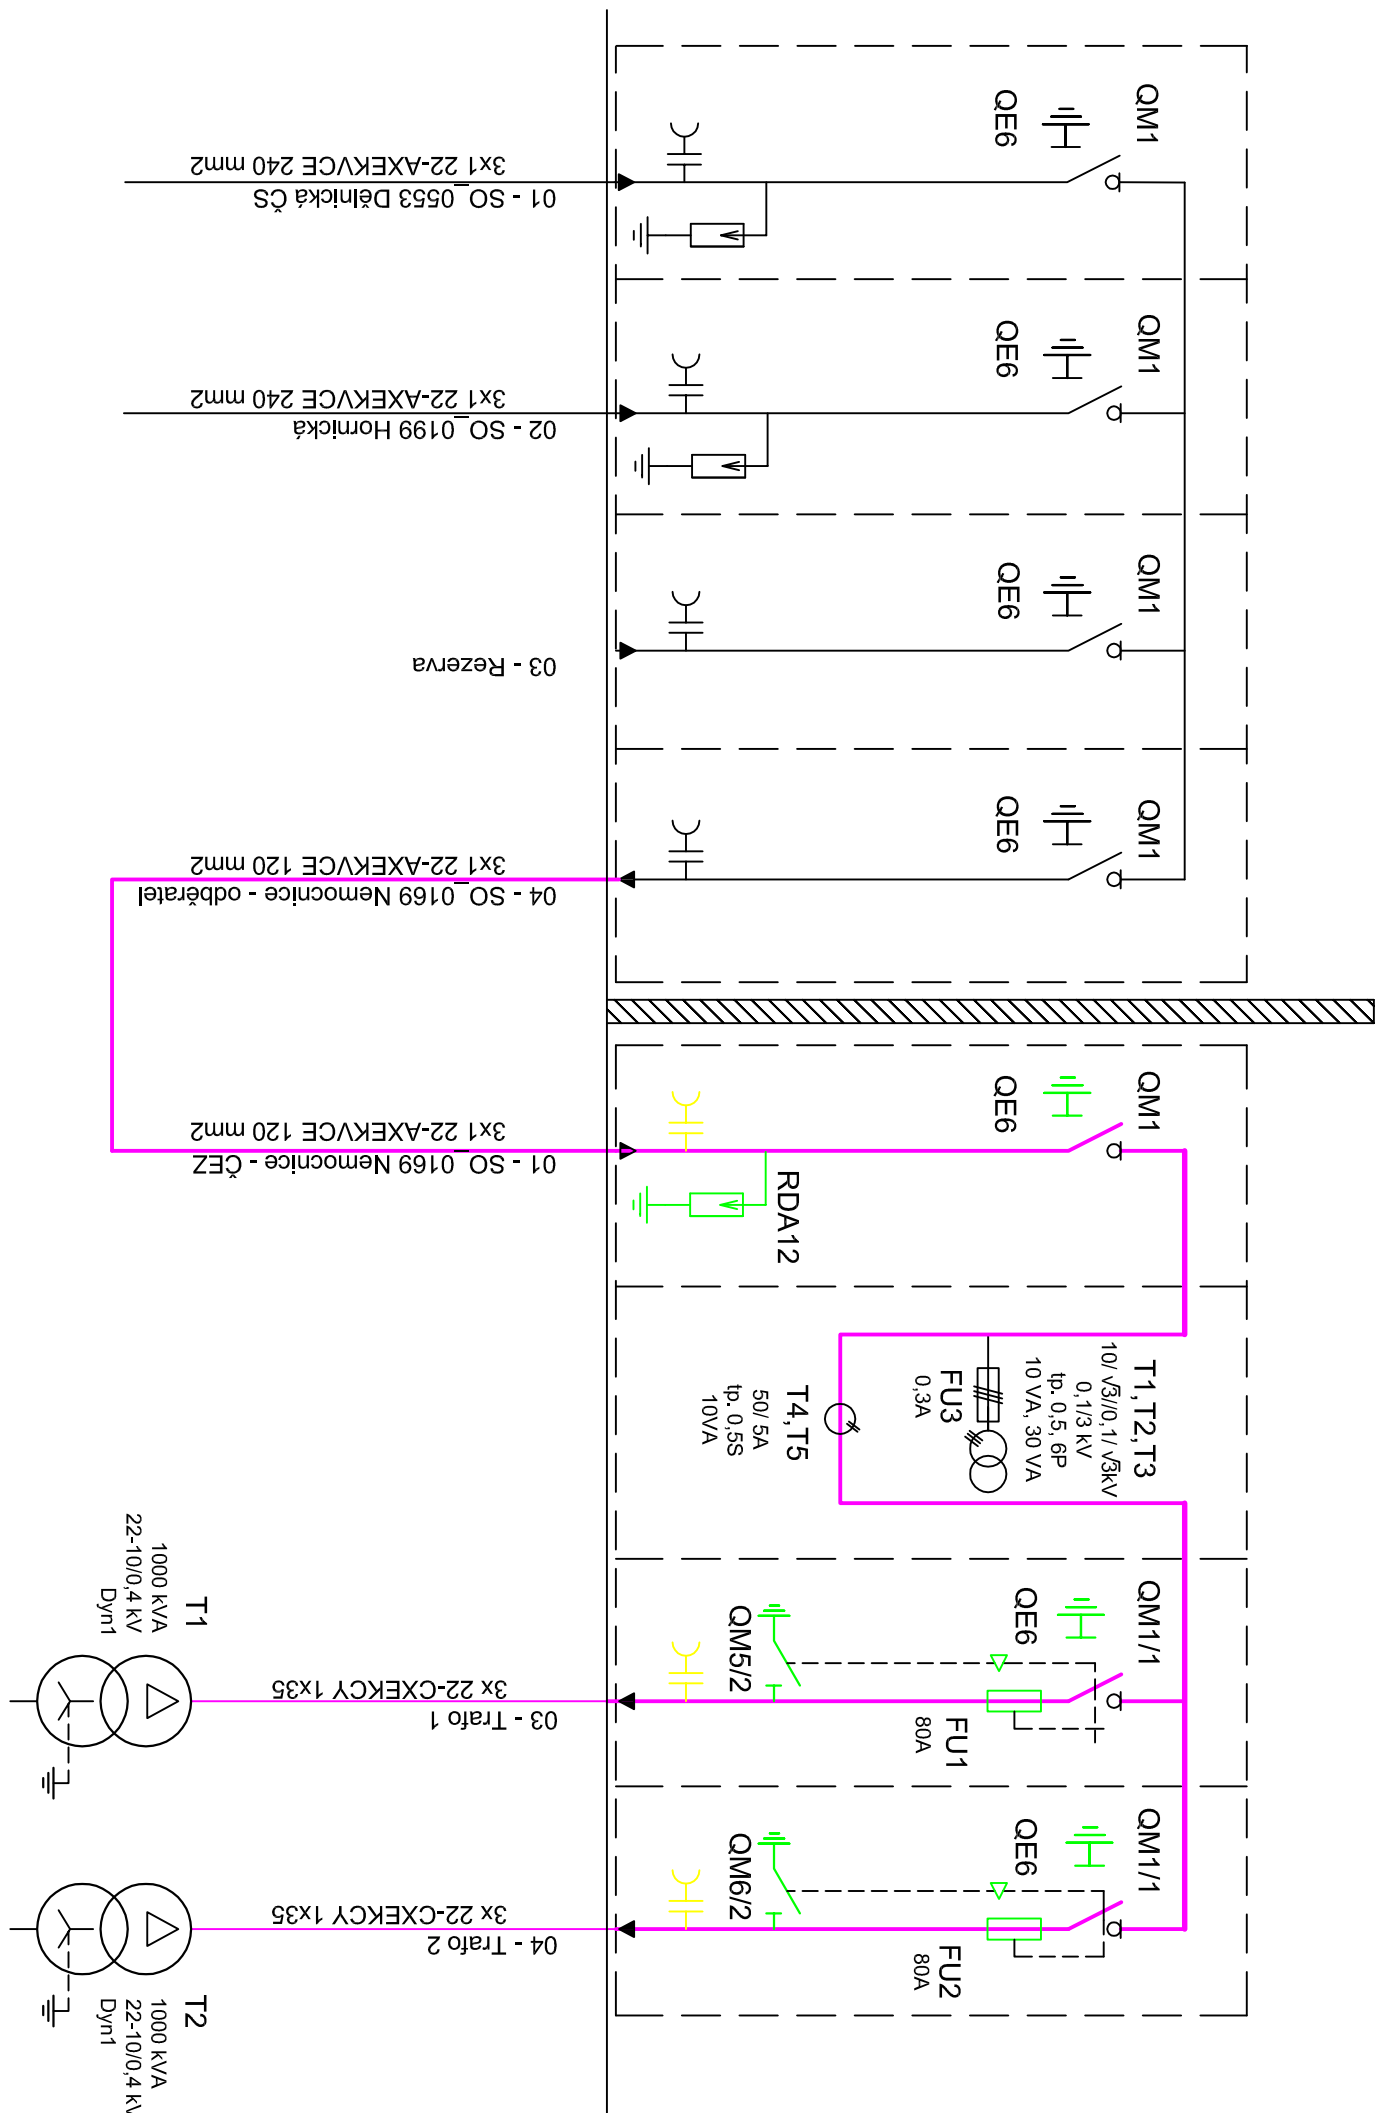 QM1
QE6
3x1 22-AXEKVCE 240 mm2
01 - SO_0553 Dělnická ČS
QM1
QE6
3x1 22-AXEKVCE 240 mm2
02 - SO_0199 Hornická
QM1
QE6
03 - Rezerva
QM1
QE6
3x1 22-AXEKVCE 120 mm2
04 - SO_0169 Nemocnice - odběratel
QM1
QE6
3x1 22-AXEKVCE 120 mm2
01 - SO_0169 Nemocnice - ČEZ
RDA12
T1,T2,T3
10/ √3//0,1/ √3kV
0,1/3 kV
tp. 0,5, 6P
10 VA, 30 VA
FU3
0,3A
T4,T5
50/ 5A
tp. 0,5S
10VA
QM1/1
QE6
QM5/2
FU1
80A
3x 22-CXEKCY 1x35
03 - Trafo 1
T1
1000 kVA
22-10/0,4 kV
Dyn1
QM1/1
QE6
QM6/2
FU2
80A
3x 22-CXEKCY 1x35
04 - Trafo 2
T2
1000 kVA
22-10/0,4 kV
Dyn1